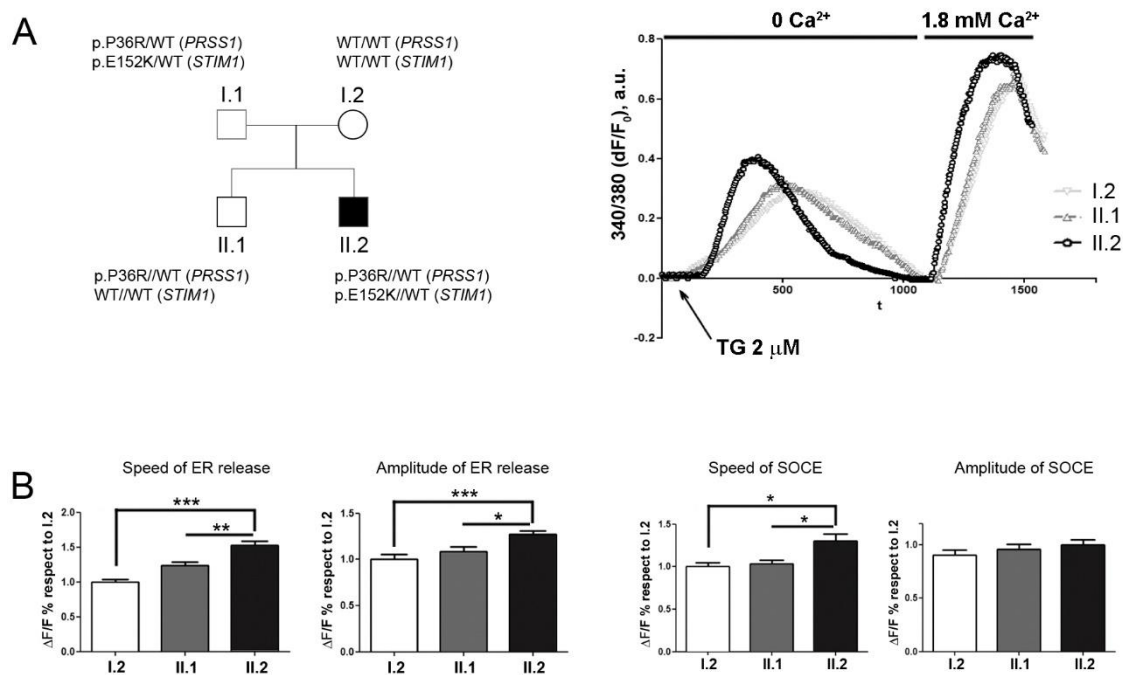 A
p.P36R/WT (PRSS1)
p.E152K/WT (STIM1)
WT/WT (PRSS1)
WT/WT (STIM1)
I.1
I.2
II.1
II.2
p.P36R//WT (PRSS1)
WT//WT (STIM1)
p.P36R//WT (PRSS1)
p.E152K//WT (STIM1)
0 Ca²⁺
1.8 mM Ca²⁺
340/380 (dF/F₀), a.u.
0.8
0.6
0.4
0.2
0.0
-0.2
500
1000
1500
t
TG 2 μM
I.2
II.1
II.2
B
Speed of ER release
ΔF/F % respect to I.2
2.0
1.5
1.0
0.5
0.0
***
**
I.2 II.1 II.2
Amplitude of ER release
ΔF/F % respect to I.2
1.5
1.0
0.5
0.0
***
*
I.2 II.1 II.2
Speed of SOCE
ΔF/F % respect to I.2
1.5
1.0
0.5
0.0
*
*
I.2 II.1 II.2
Amplitude of SOCE
ΔF/F % respect to I.2
1.0
0.5
0.0
I.2 II.1 II.2